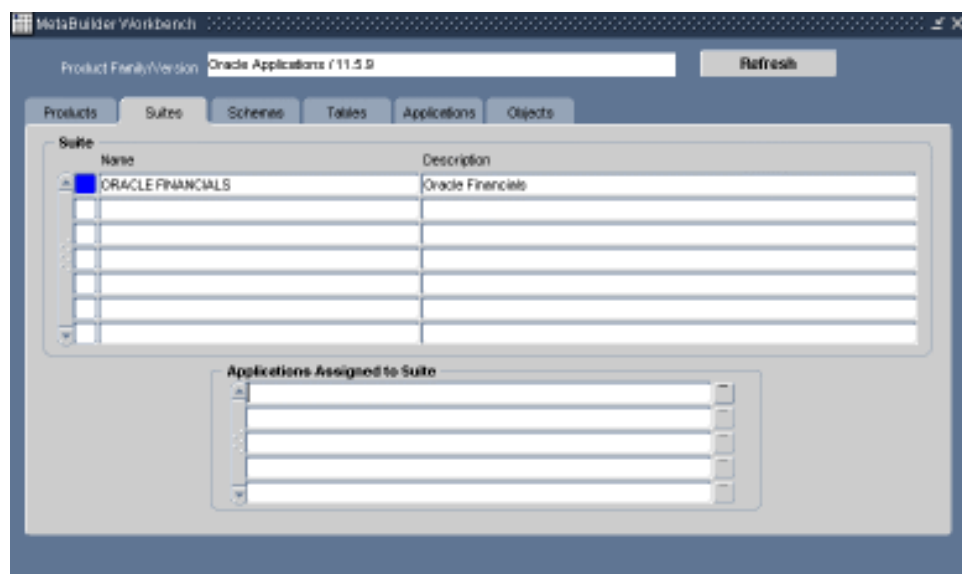 MetaBuilder Workbench
Product Family/Version Oracle Applications / 11.5.9 Refresh
Products Suites Schemes Tables Applications Objects
Suite
Name Description
ORACLE FINANCIALS Oracle Financials
Applications Assigned to Suite